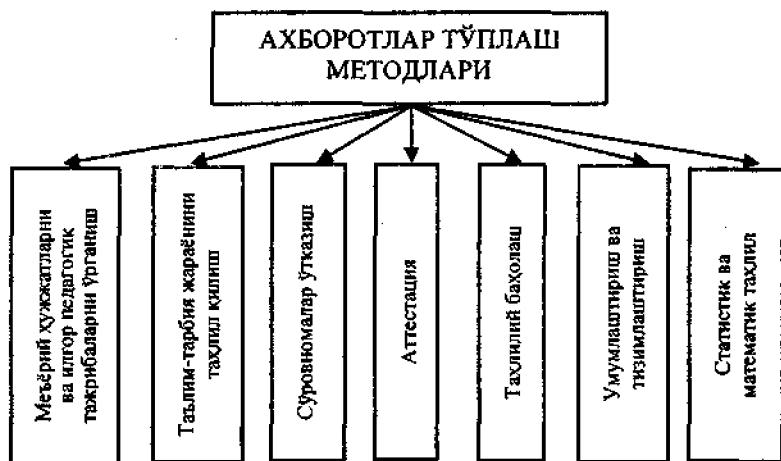 АХБОРОТЛАР ТЎПЛАШ
МЕТОДЛАРИ
Меъёрий ҳужжатларни
ва илғор педагогик
тажрибаларни ўрганиш
Таълим-тарбия жараёнини
таҳлил қилиш
Сўровномалар ўтказиш
Аттестация
Таҳлилий баҳолаш
Умумлаштириш ва
тизимлаштириш
Статистик ва
математик таҳлил